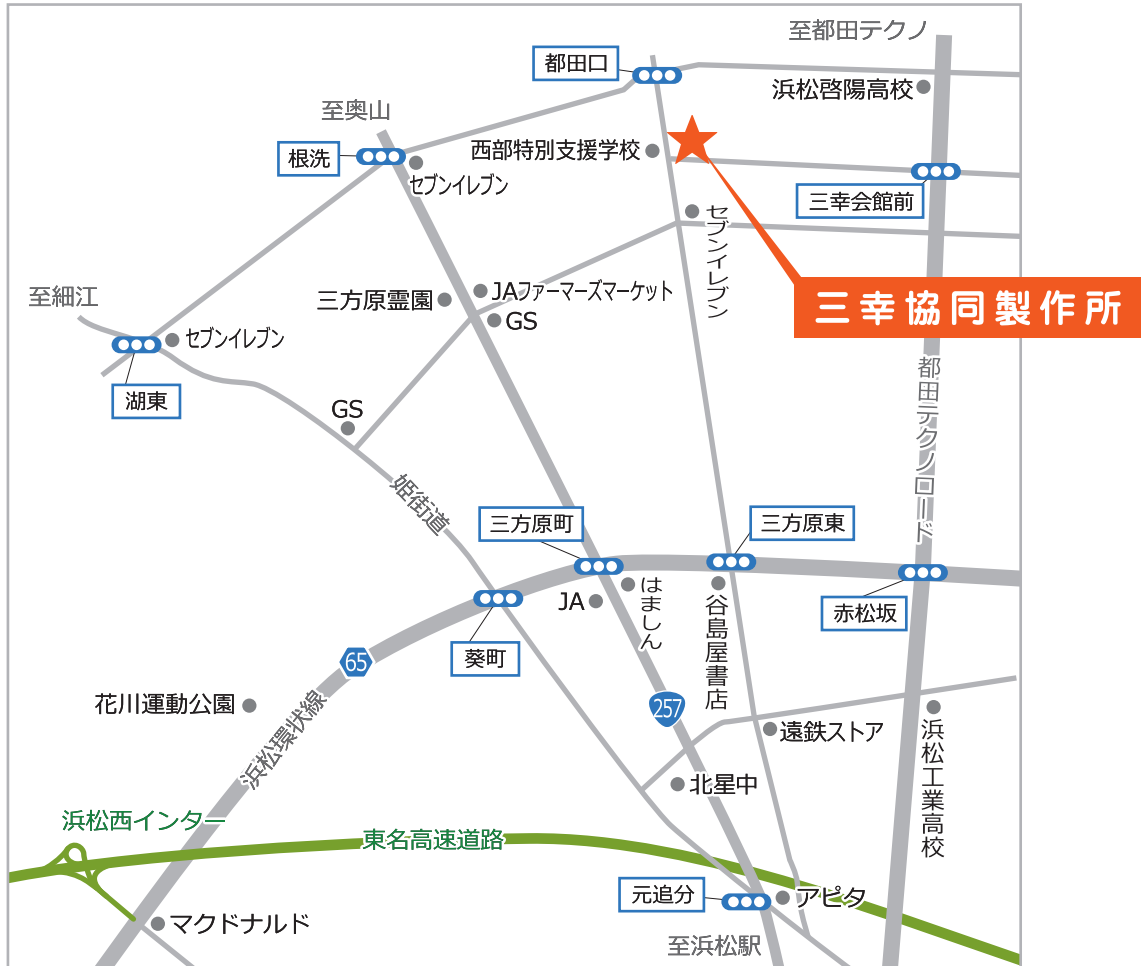 至都田テクノ
都田口
浜松啓陽高校
至奥山
根洗
セブンイレブン
西部特別支援学校
三幸会館前
セブンイレブン
至細江
三方原霊園
JAファーマーズマーケット
GS
三幸協同製作所
セブンイレブン
湖東
GS
都田テクノロード
姫街道
三方原町
三方原東
JA
はましん
谷島屋書店
赤松坂
葵町
65
花川運動公園
浜松環状線
257
遠鉄ストア
浜松工業高校
北星中
浜松西インター
東名高速道路
元追分
アピタ
マクドナルド
至浜松駅